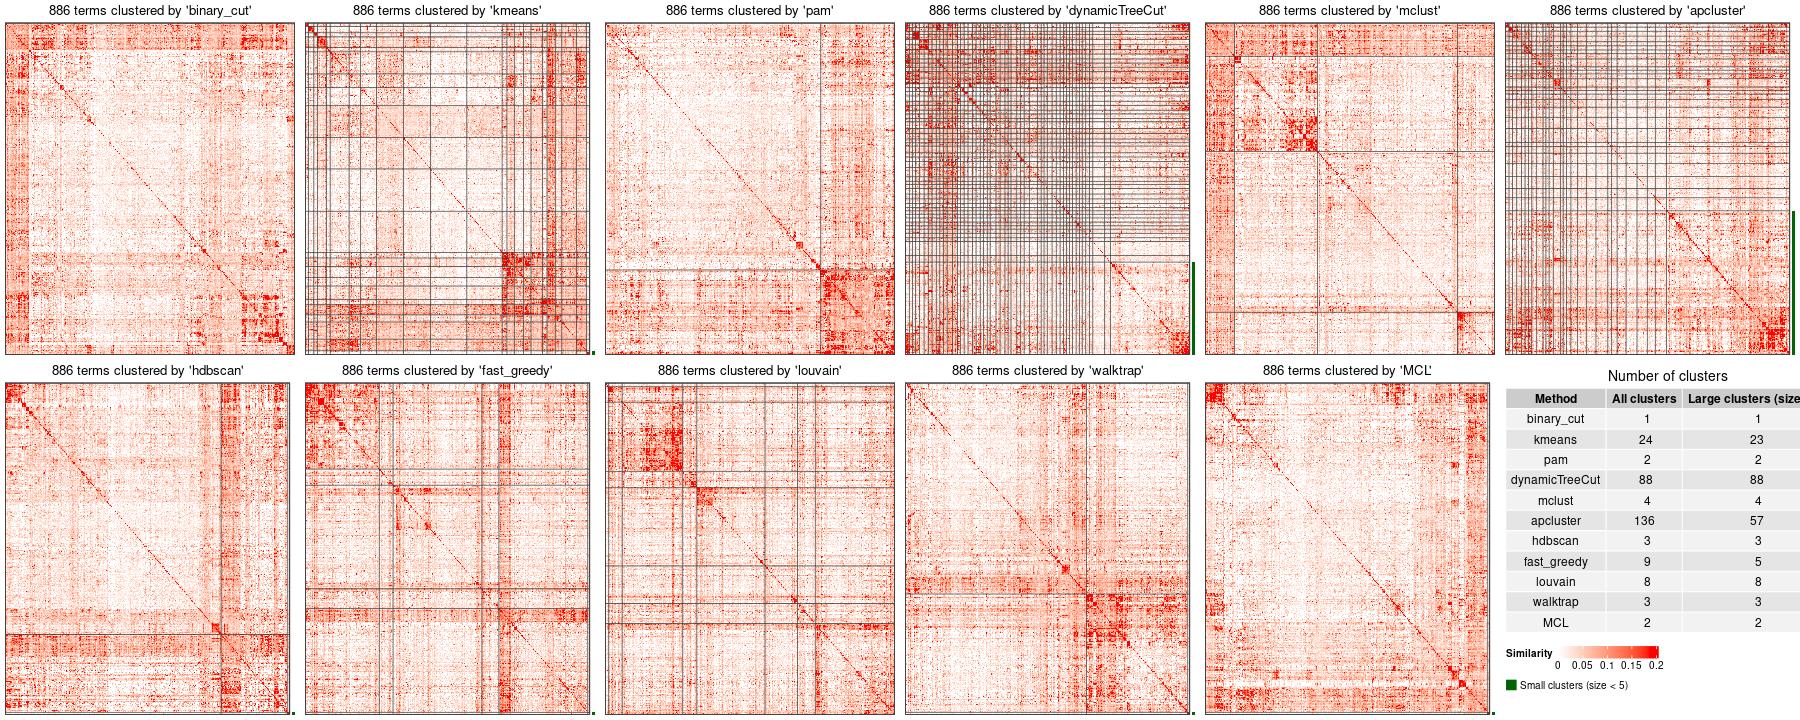 886 terms clustered by 'binary_cut'
886 terms clustered by 'kmeans'
886 terms clustered by 'pam'
886 terms clustered by 'dynamicTreeCut'
886 terms clustered by 'mclust'
886 terms clustered by 'apcluster'
886 terms clustered by 'hdbscan'
886 terms clustered by 'fast_greedy'
886 terms clustered by 'louvain'
886 terms clustered by 'walktrap'
886 terms clustered by 'MCL'
Number of clusters
Method All clusters Large clusters (size
binary_cut 1 1
kmeans 24 23
pam 2 2
dynamicTreeCut 88 88
mclust 4 4
apcluster 136 57
hdbscan 3 3
fast_greedy 9 5
louvain 8 8
walktrap 3 3
MCL 2 2
Similarity
0 0.05 0.1 0.15 0.2
Small clusters (size < 5)